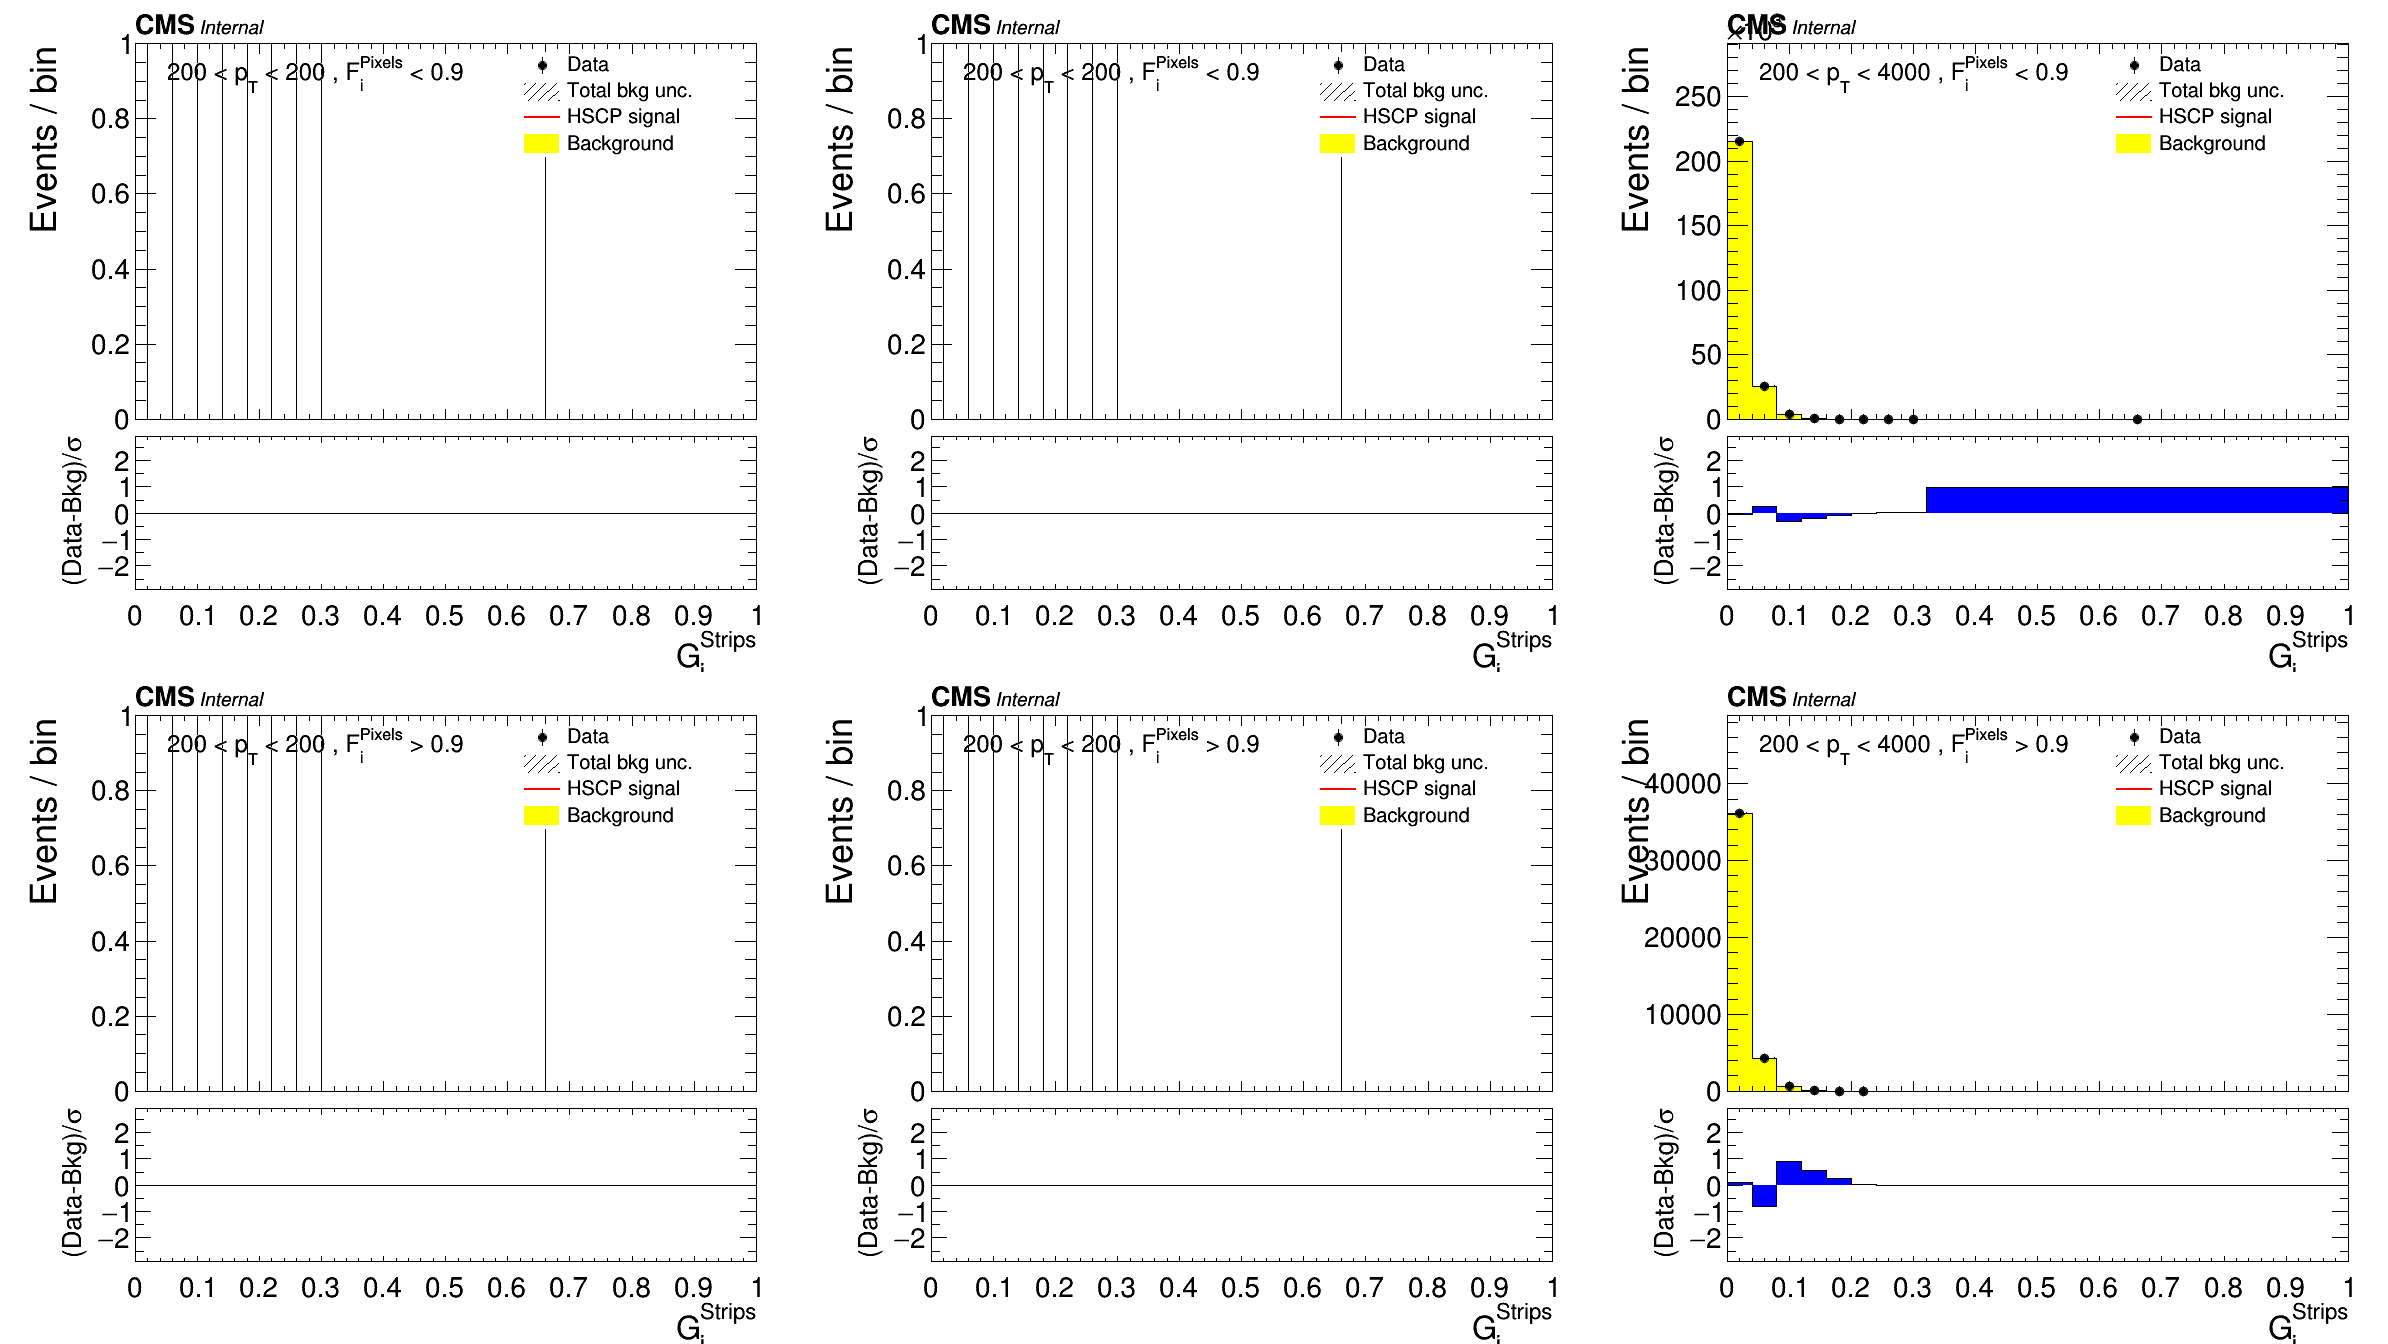 CMS Internal
Events / bin
200 < pT < 200 , FiPixels < 0.9
Data
Total bkg unc.
HSCP signal
Background
1
0.8
0.6
0.4
0.2
0
(Data-Bkg)/σ
2
1
0
−1
−2
0 0.1 0.2 0.3 0.4 0.5 0.6 0.7 0.8 0.9 1
GiStrips
CMS Internal
Events / bin
200 < pT < 200 , FiPixels < 0.9
Data
Total bkg unc.
HSCP signal
Background
1
0.8
0.6
0.4
0.2
0
(Data-Bkg)/σ
2
1
0
−1
−2
0 0.1 0.2 0.3 0.4 0.5 0.6 0.7 0.8 0.9 1
GiStrips
CMS Internal
Events / bin
200 < pT < 4000 , FiPixels < 0.9
Data
Total bkg unc.
HSCP signal
Background
250
200
150
100
50
0
(Data-Bkg)/σ
2
1
0
−1
−2
0 0.1 0.2 0.3 0.4 0.5 0.6 0.7 0.8 0.9 1
GiStrips
CMS Internal
Events / bin
200 < pT < 200 , FiPixels > 0.9
Data
Total bkg unc.
HSCP signal
Background
1
0.8
0.6
0.4
0.2
0
(Data-Bkg)/σ
2
1
0
−1
−2
0 0.1 0.2 0.3 0.4 0.5 0.6 0.7 0.8 0.9 1
GiStrips
CMS Internal
Events / bin
200 < pT < 200 , FiPixels > 0.9
Data
Total bkg unc.
HSCP signal
Background
1
0.8
0.6
0.4
0.2
0
(Data-Bkg)/σ
2
1
0
−1
−2
0 0.1 0.2 0.3 0.4 0.5 0.6 0.7 0.8 0.9 1
GiStrips
CMS Internal
Events / bin
200 < pT < 4000 , FiPixels > 0.9
Data
Total bkg unc.
HSCP signal
Background
40000
30000
20000
10000
0
(Data-Bkg)/σ
2
1
0
−1
−2
0 0.1 0.2 0.3 0.4 0.5 0.6 0.7 0.8 0.9 1
GiStrips